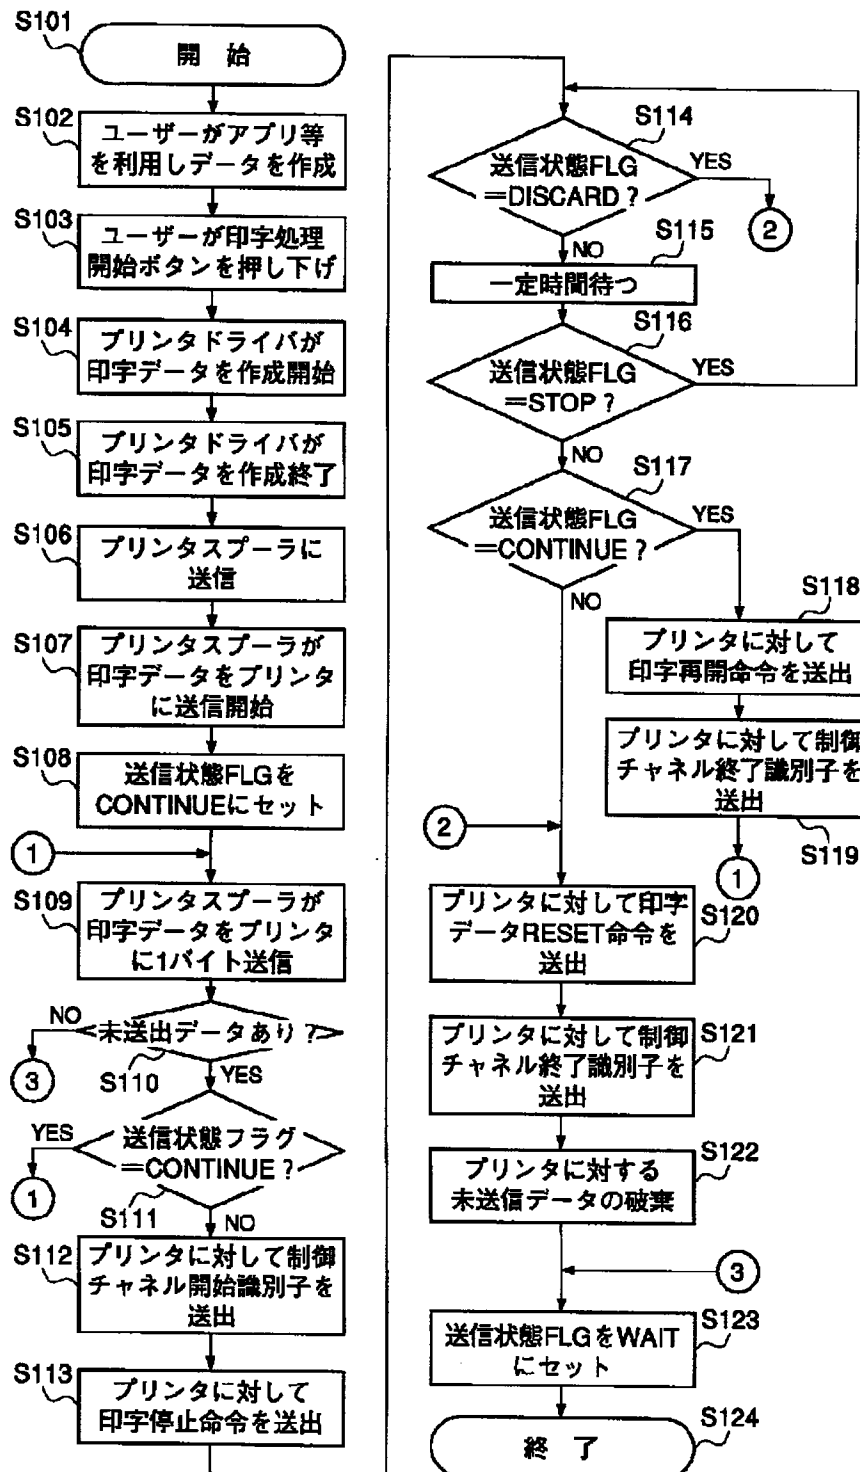 S101
開 始
S102
ユーザーがアプリ等
を利用しデータを作成
S103
ユーザーが印字処理
開始ボタンを押し下げ
S104
プリンタドライバが
印字データを作成開始
S105
プリンタドライバが
印字データを作成終了
S106
プリンタスプーラに
送信
S107
プリンタスプーラが
印字データをプリンタ
に送信開始
S108
送信状態FLGを
CONTINUEにセット
1
S109
プリンタスプーラが
印字データをプリンタ
に1バイト送信
NO
未送出データあり?
3
S110
YES
YES
送信状態フラグ
=CONTINUE?
1
S111
NO
S112
プリンタに対して制御
チャネル開始識別子を
送出
S113
プリンタに対して
印字停止命令を送出
S114
送信状態FLG
=DISCARD?
YES
2
NO
S115
一定時間待つ
S116
送信状態FLG
=STOP?
YES
NO
S117
送信状態FLG
=CONTINUE?
YES
NO
S118
プリンタに対して
印字再開命令を送出
プリンタに対して制御
チャネル終了識別子を
送出
S119
1
2
プリンタに対して印字
データRESET命令を
送出
S120
プリンタに対して制御
チャネル終了識別子を
送出
S121
プリンタに対する
未送信データの破棄
S122
3
送信状態FLGをWAIT
にセット
S123
終 了
S124